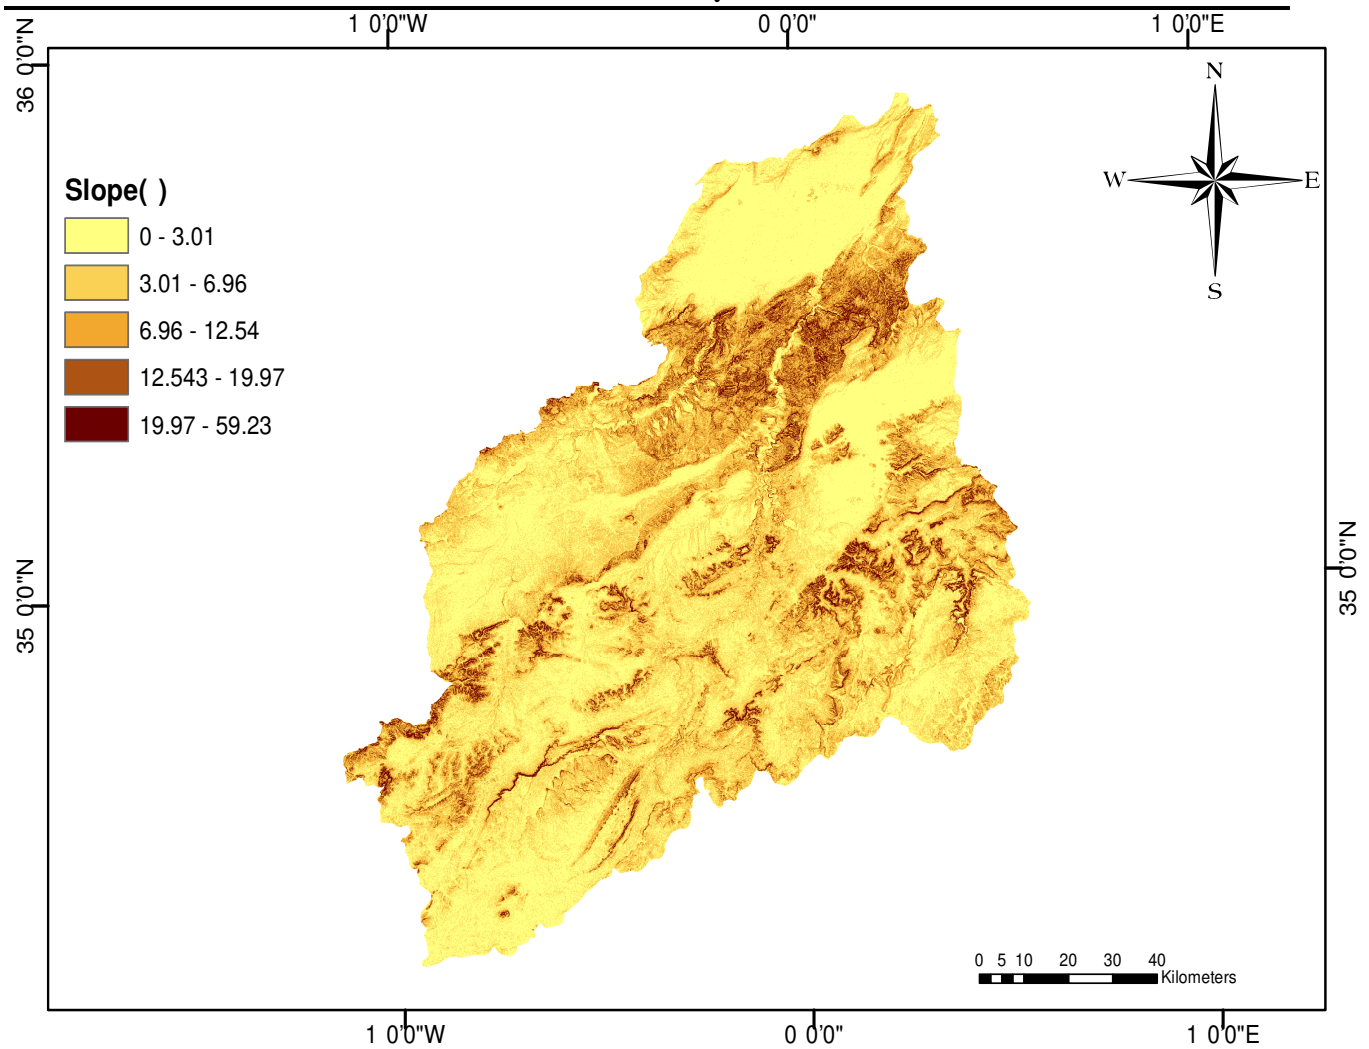 1 0'0"W 0 0'0" 1 0'0"E
36 0'0"N
N
W E
S
Slope( )
0 - 3.01
3.01 - 6.96
6.96 - 12.54
12.543 - 19.97
19.97 - 59.23
35 0'0"N 35 0'0"N
0 5 10 20 30 40
Kilometers
1 0'0"W 0 0'0" 1 0'0"E